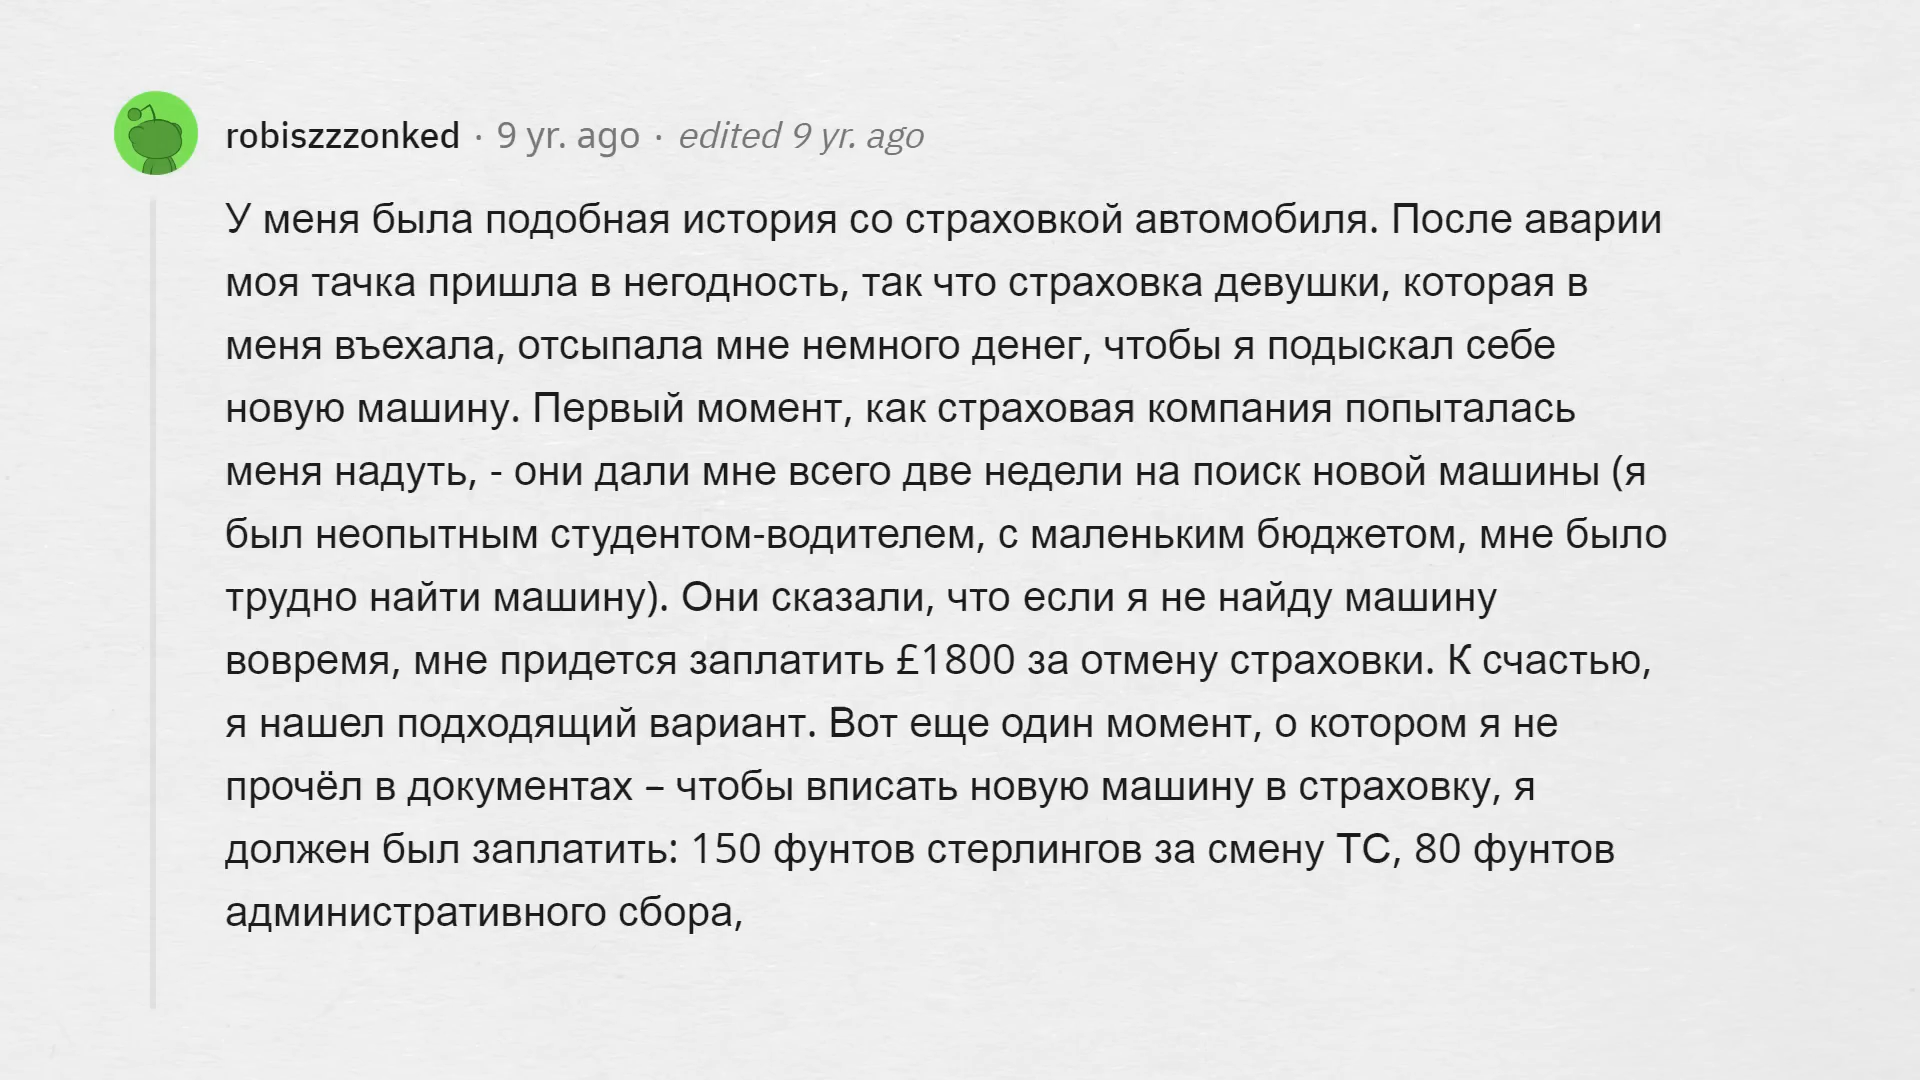 robiszzzonked · 9 yr. ago · edited 9 yr. ago
У меня была подобная история со страховкой автомобиля. После аварии
моя тачка пришла в негодность, так что страховка девушки, которая в
меня въехала, отсыпала мне немного денег, чтобы я подыскал себе
новую машину. Первый момент, как страховая компания попыталась
меня надуть, - они дали мне всего две недели на поиск новой машины (я
был неопытным студентом-водителем, с маленьким бюджетом, мне было
трудно найти машину). Они сказали, что если я не найду машину
вовремя, мне придется заплатить £1800 за отмену страховки. К счастью,
я нашел подходящий вариант. Вот еще один момент, о котором я не
прочёл в документах – чтобы вписать новую машину в страховку, я
должен был заплатить: 150 фунтов стерлингов за смену ТС, 80 фунтов
административного сбора,